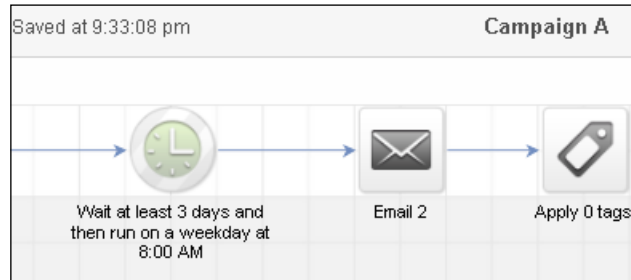 Saved at 9:33:08 pm
Campaign A
Wait at least 3 days and
then run on a weekday at
8:00 AM
Email 2
Apply 0 tags